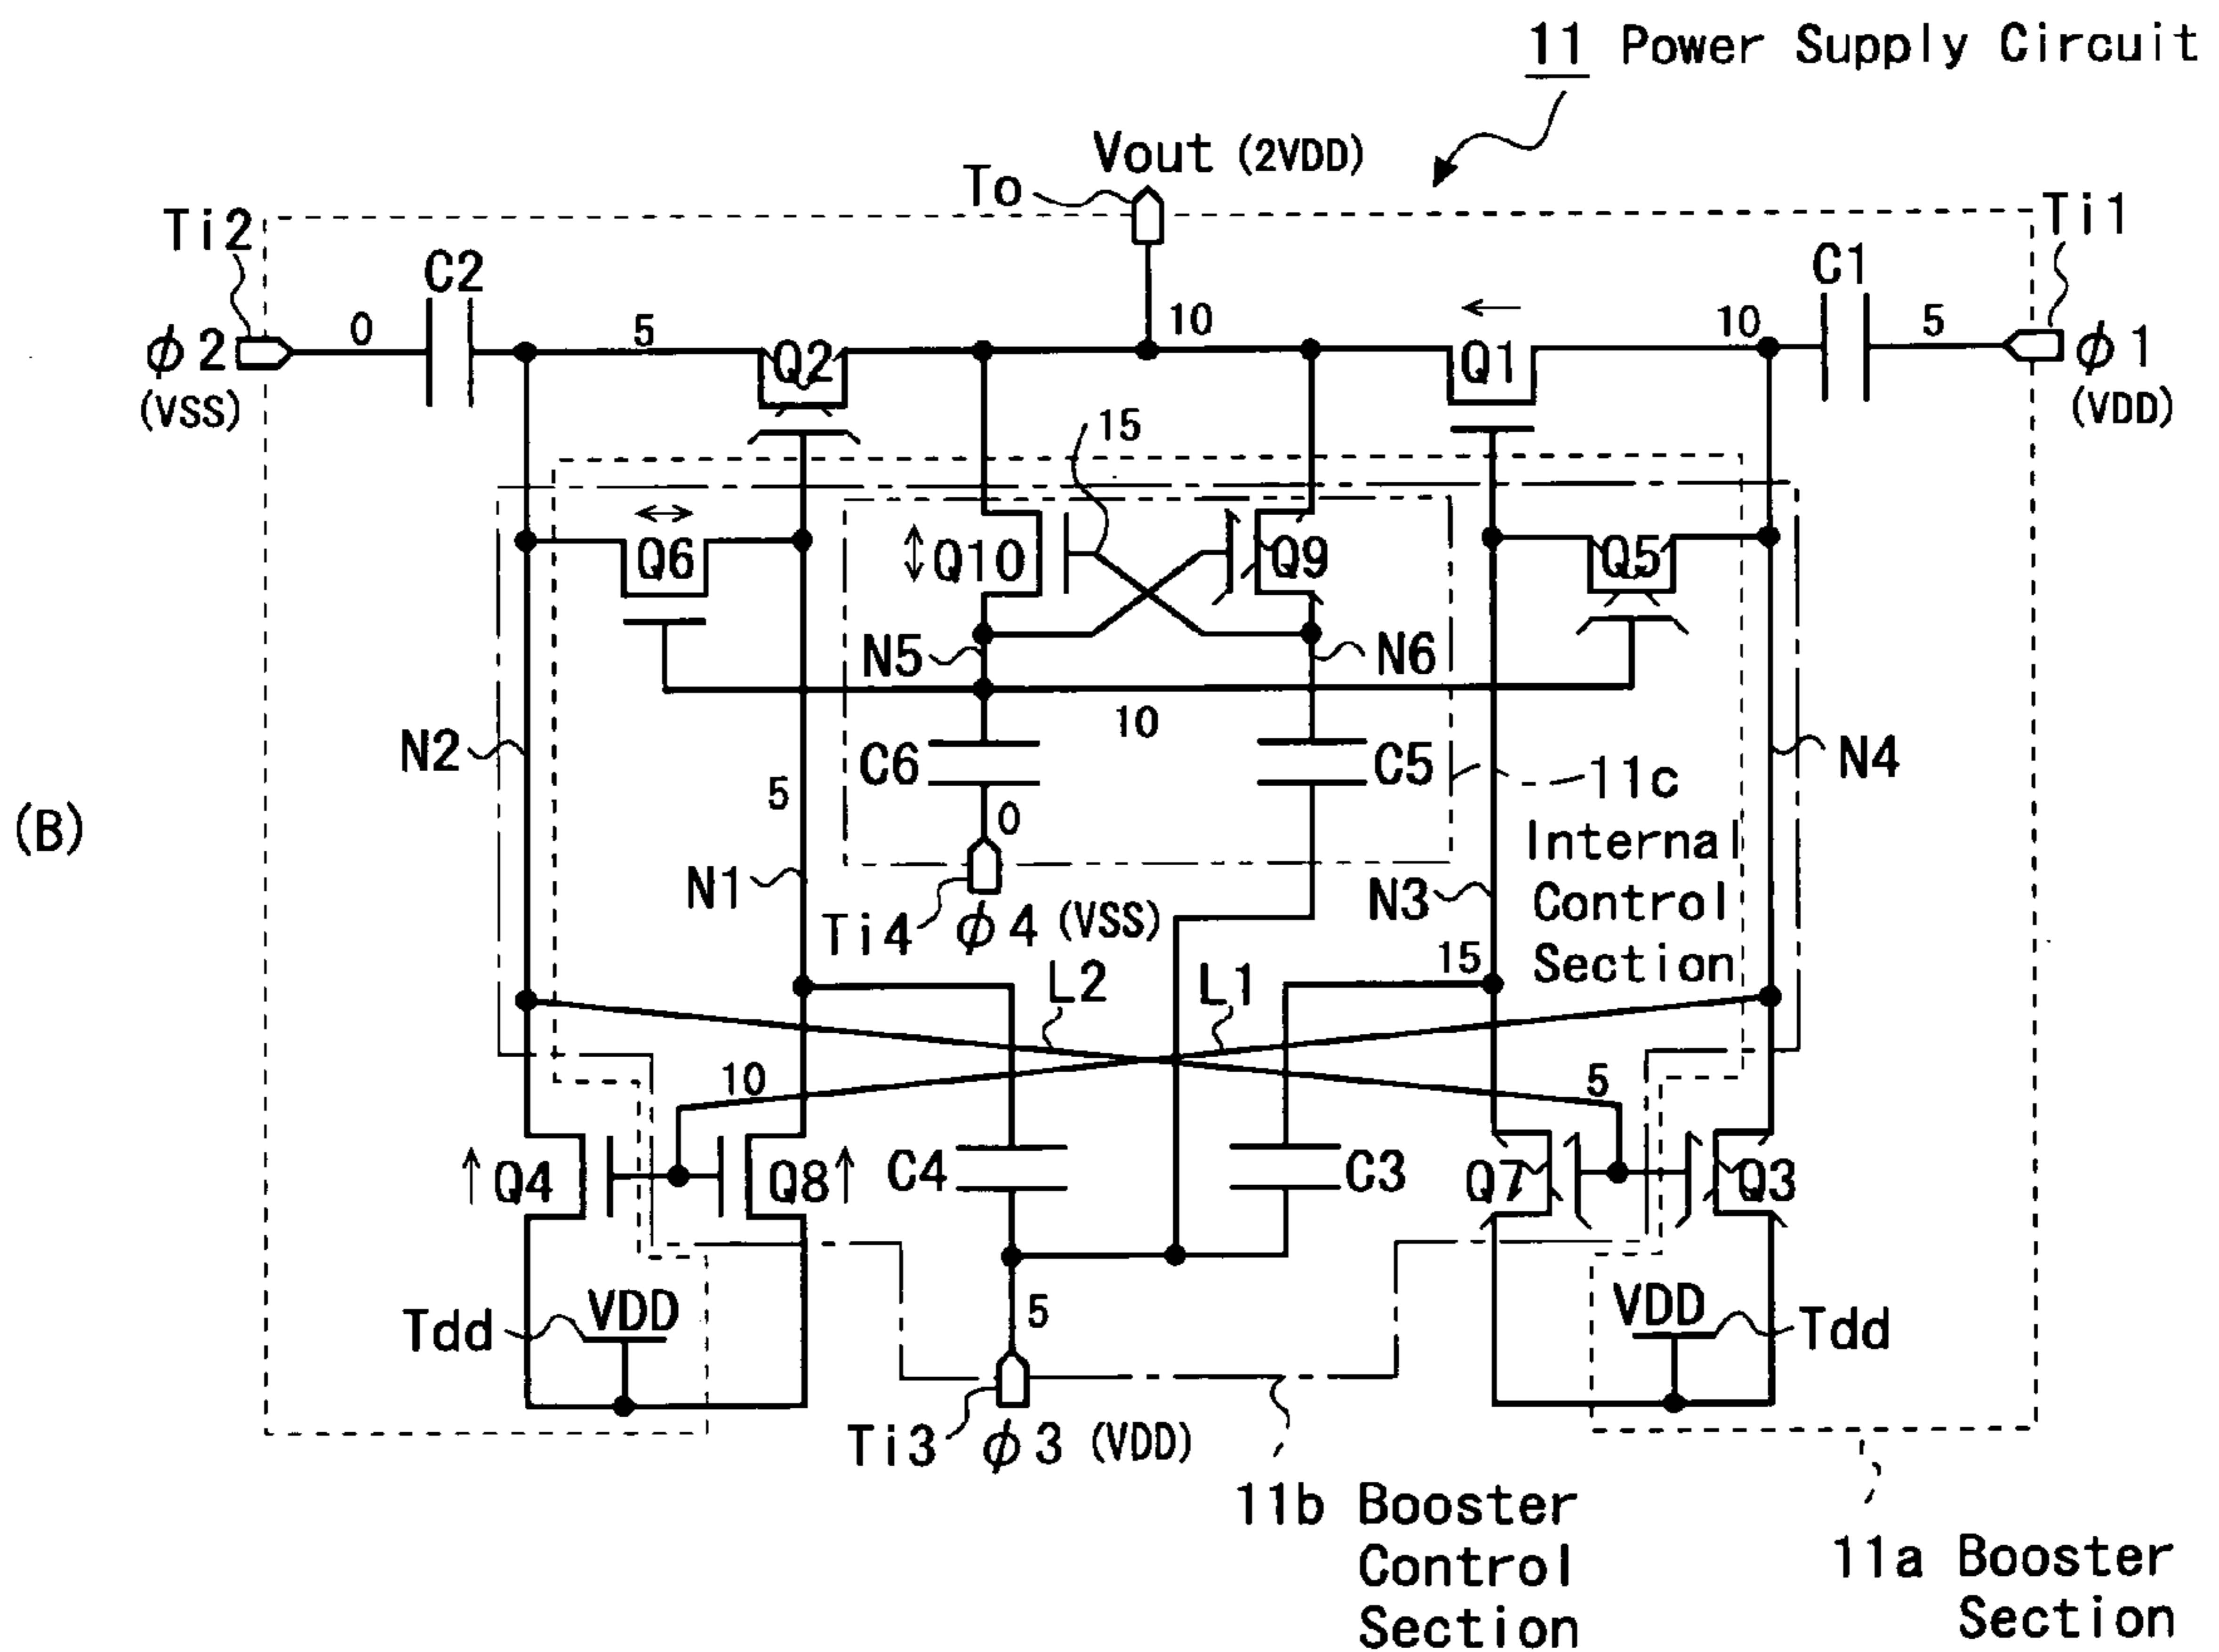 11 Power Supply Circuit
Vout (2VDD)
To
Ti2
Ti1
C2
C1
φ2
0
5
10
10
5
φ1
(VSS)
(VDD)
Q2
Q1
15
Q6
Q10
Q9
Q5
N5
N6
10
N2
C6
C5
11c
N4
5
(B)
0
Internal
Control
Section
N1
N3
Ti4
φ4 (VSS)
15
L2
L1
10
5
Q4
Q8
C4
C3
Q7
Q3
VDD
Tdd
5
VDD
Tdd
Ti3
φ3 (VDD)
11b Booster
Control
Section
11a Booster
Section